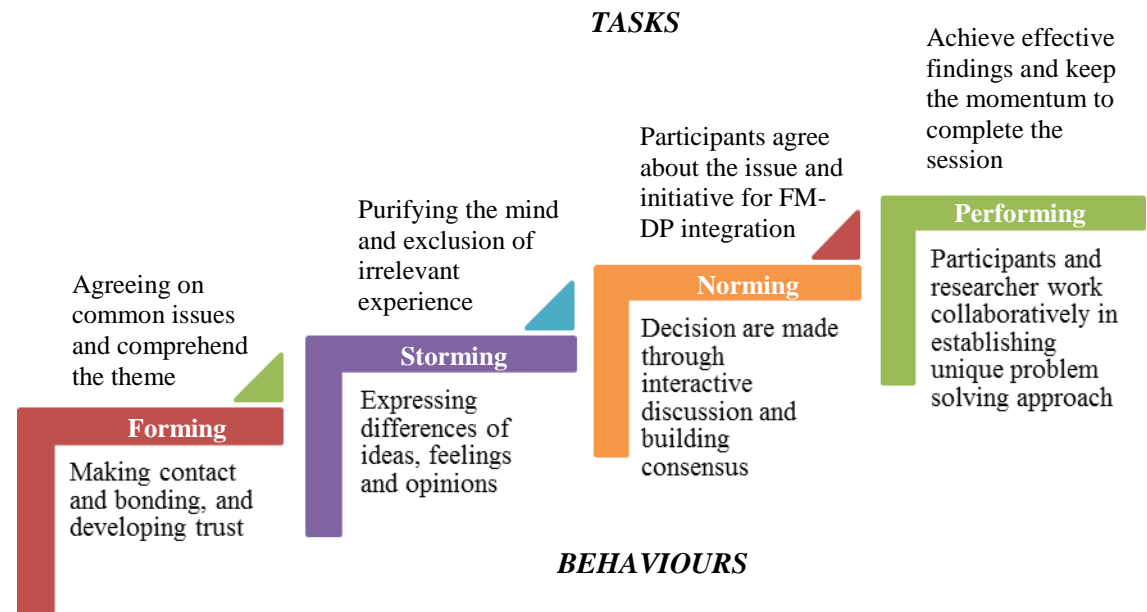 TASKS
Agreeing on
common issues
and comprehend
the theme
Forming
Making contact
and bonding, and
developing trust
Purifying the mind
and exclusion of
irrelevant
experience
Storming
Expressing
differences of
ideas, feelings
and opinions
Participants agree
about the issue and
initiative for FM-
DP integration
Norming
Decision are made
through
interactive
discussion and
building
consensus
Achieve effective
findings and keep
the momentum to
complete the
session
Performing
Participants and
researcher work
collaboratively in
establishing
unique problem
solving approach
BEHAVIOURS